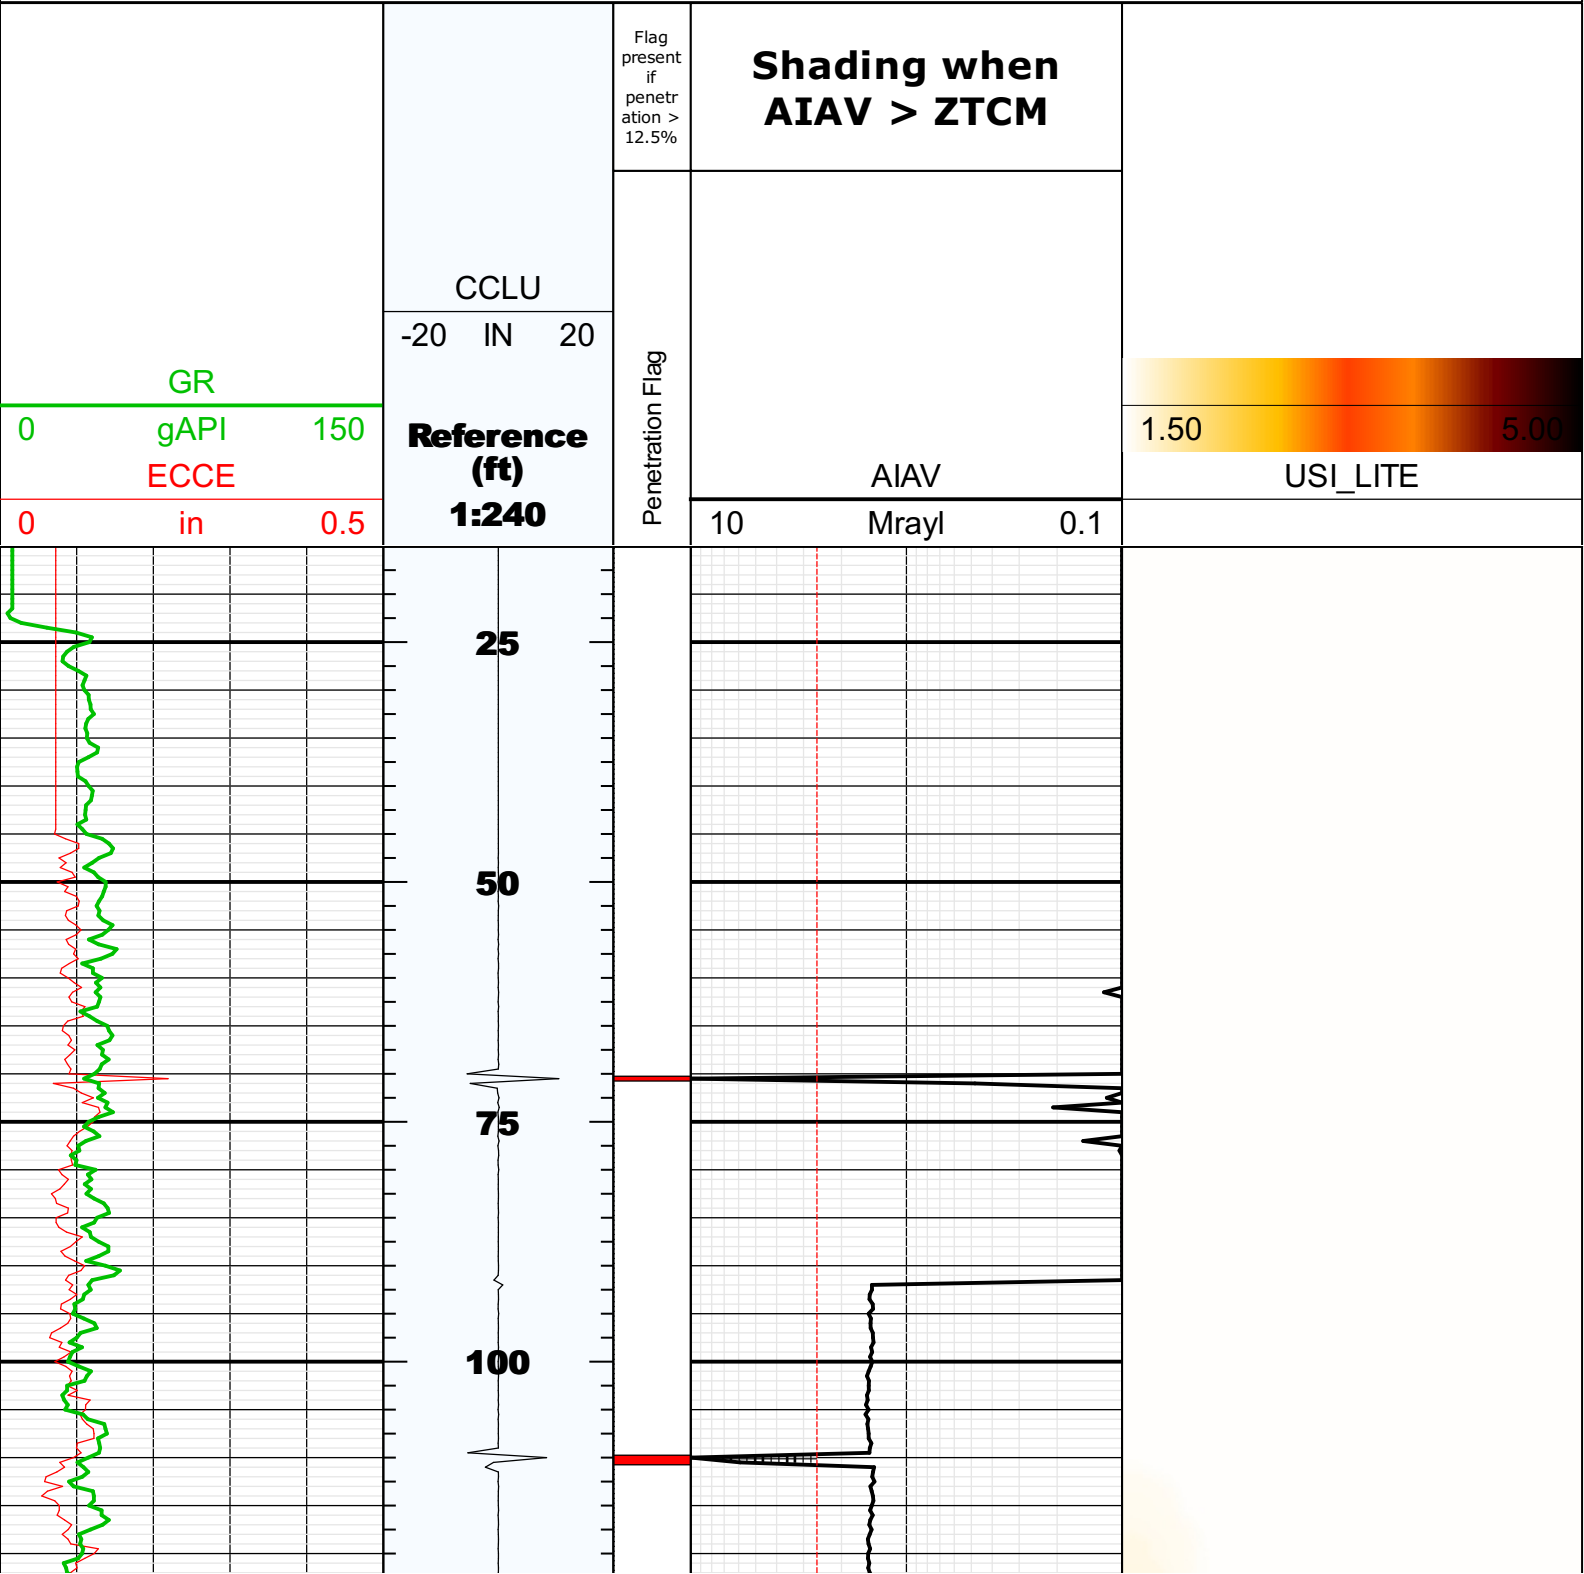 Flag
present
if
penetr
ation >
12.5%
Shading when
AIAV > ZTCM
CCLU
-20 IN 20
GR
0 gAPI 150
ECCE
0 in 0.5
Reference
(ft)
1:240
Penetration Flag
AIAV
10 Mrayl 0.1
1.50 5.00
USI_LITE
25
50
75
100